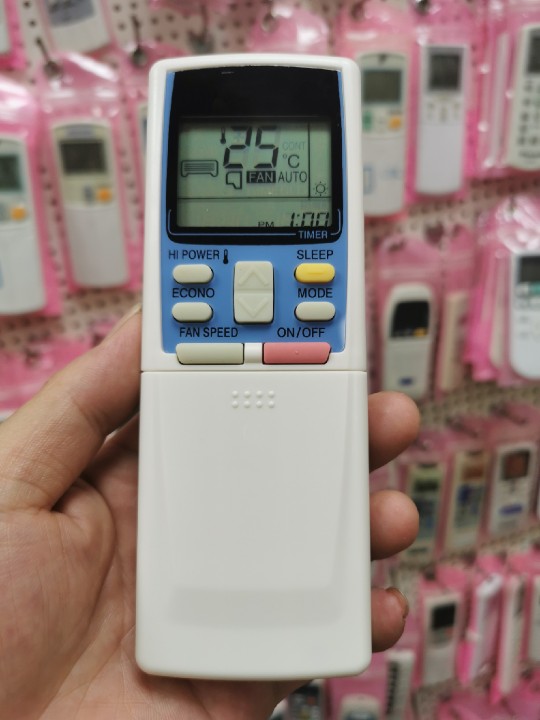 25 °C CONT
FAN AUTO
PM 1:00
TIMER
HI POWER SLEEP
ECONO MODE
FAN SPEED ON/OFF